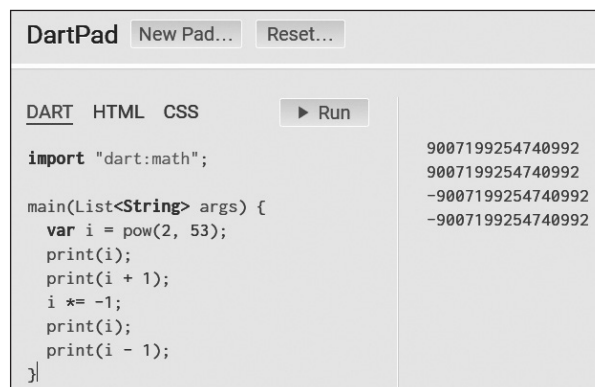 DartPad New Pad... Reset...
DART HTML CSS ▶ Run
import "dart:math";
main(List<String> args) {
  var i = pow(2, 53);
  print(i);
  print(i + 1);
  i *= -1;
  print(i);
  print(i - 1);
}
9007199254740992
9007199254740992
-9007199254740992
-9007199254740992